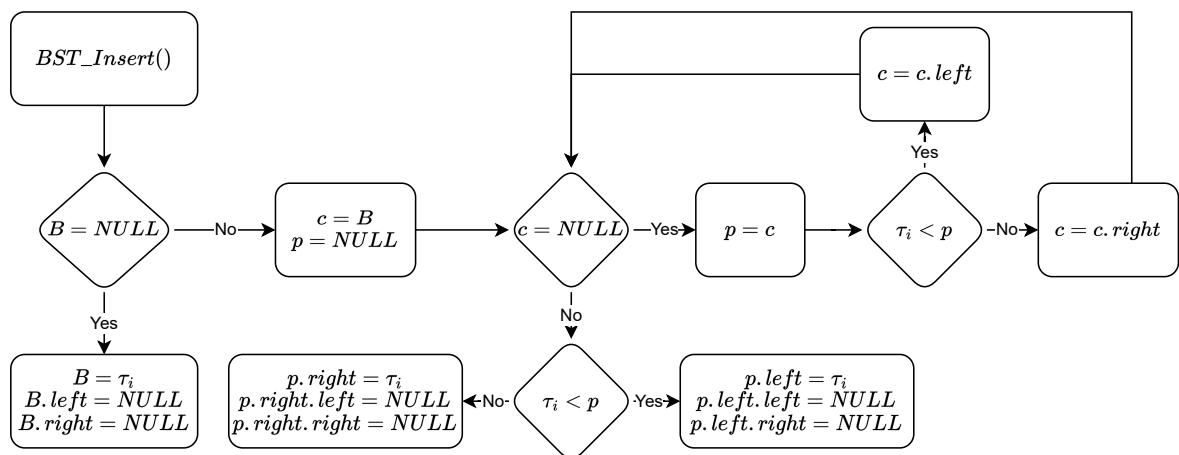 BST_Insert()
c = c.left
Yes
B = NULL
No
c = B
p = NULL
c = NULL
Yes
p = c
τᵢ < p
No
c = c.right
Yes
No
B = τᵢ
B.left = NULL
B.right = NULL
p.right = τᵢ
p.right.left = NULL
p.right.right = NULL
No
τᵢ < p
Yes
p.left = τᵢ
p.left.left = NULL
p.left.right = NULL